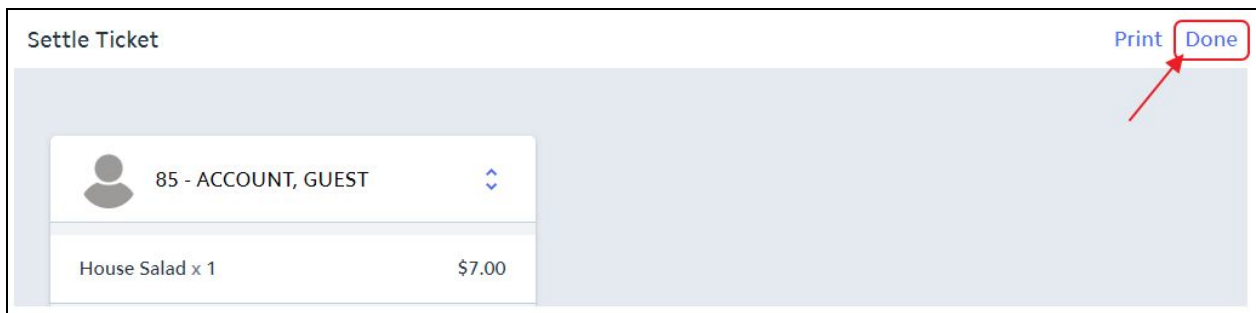 Settle Ticket Print Done
85 - ACCOUNT, GUEST
House Salad x 1 $7.00